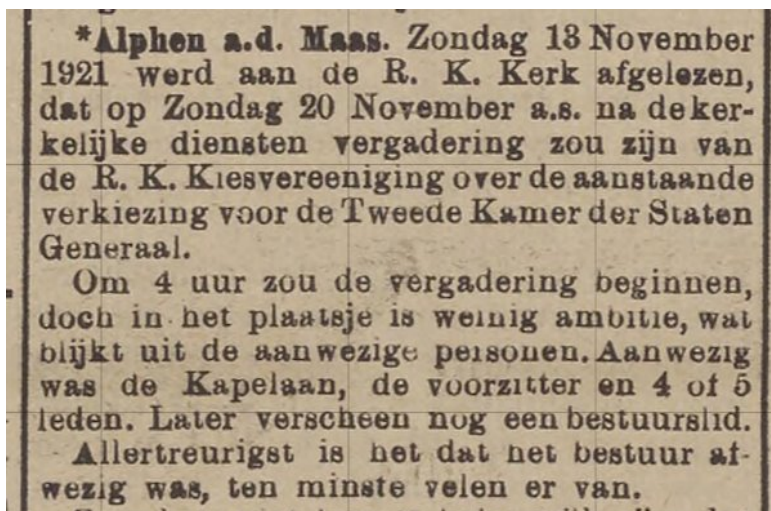 *Alphen a.d. Maas. Zondag 13 November
1921 werd aan de R. K. Kerk afgelezen,
dat op Zondag 20 November a.s. na de ker-
kelijke diensten vergadering zou zijn van
de R. K. Kiesvereeniging over de aanstaande
verkiezing voor de Tweede Kamer der Staten
Generaal.
Om 4 uur zou de vergadering beginnen,
doch in het plaatsje is weinig ambitie, wat
blijkt uit de aanwezige personen. Aanwezig
was de Kapelaan, de voorzitter en 4 of 5
leden. Later verscheen nog een bestuurslid.
Allertreurigst is het dat het bestuur af-
wezig was, ten minste velen er van.